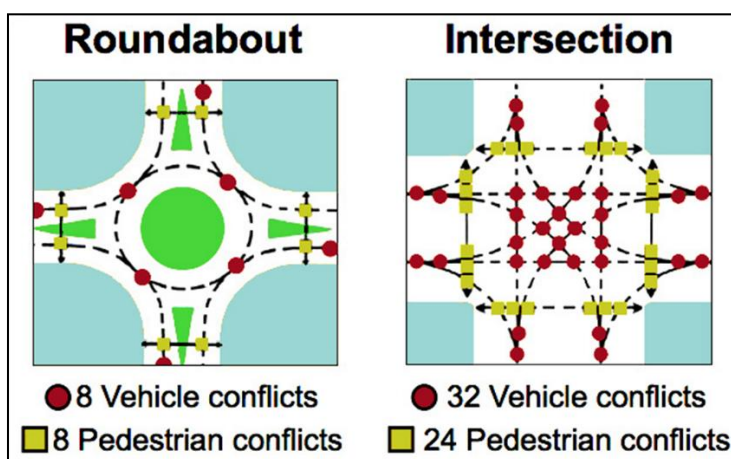 Roundabout
Intersection
8 Vehicle conflicts
8 Pedestrian conflicts
32 Vehicle conflicts
24 Pedestrian conflicts